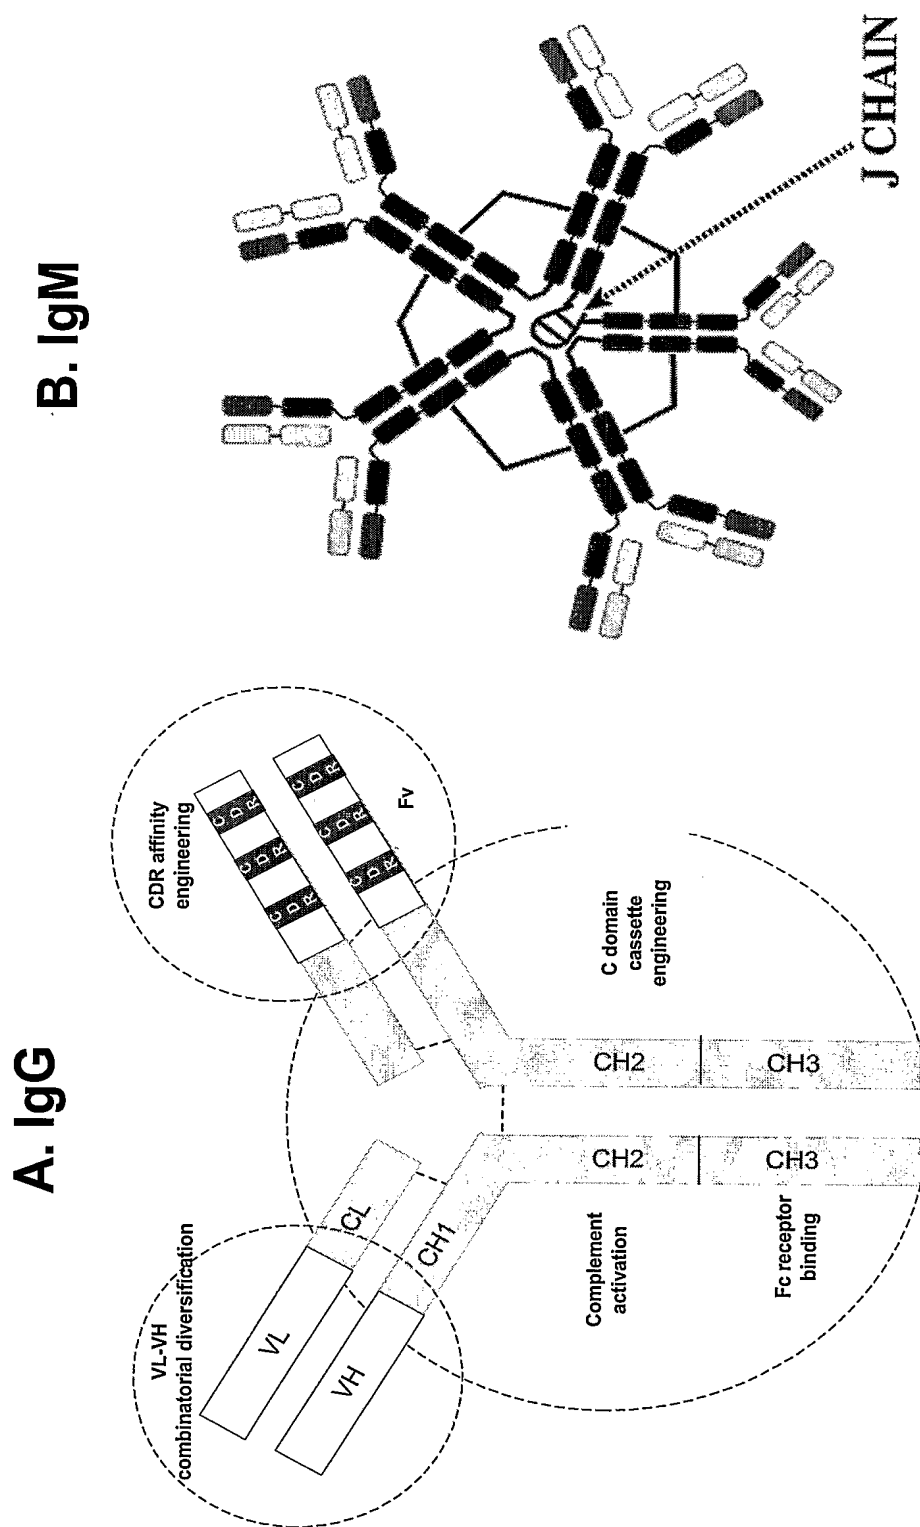 A. IgG
VL-VH
combinatorial diversification
CDR affinity
engineering
VL
VH
CL
CH1
CDR
CDR
CDR
CDR
CDR
CDR
Fv
Complement
activation
CH2
CH2
C domain
cassette
engineering
Fc receptor
binding
CH3
CH3
B. IgM
J CHAIN